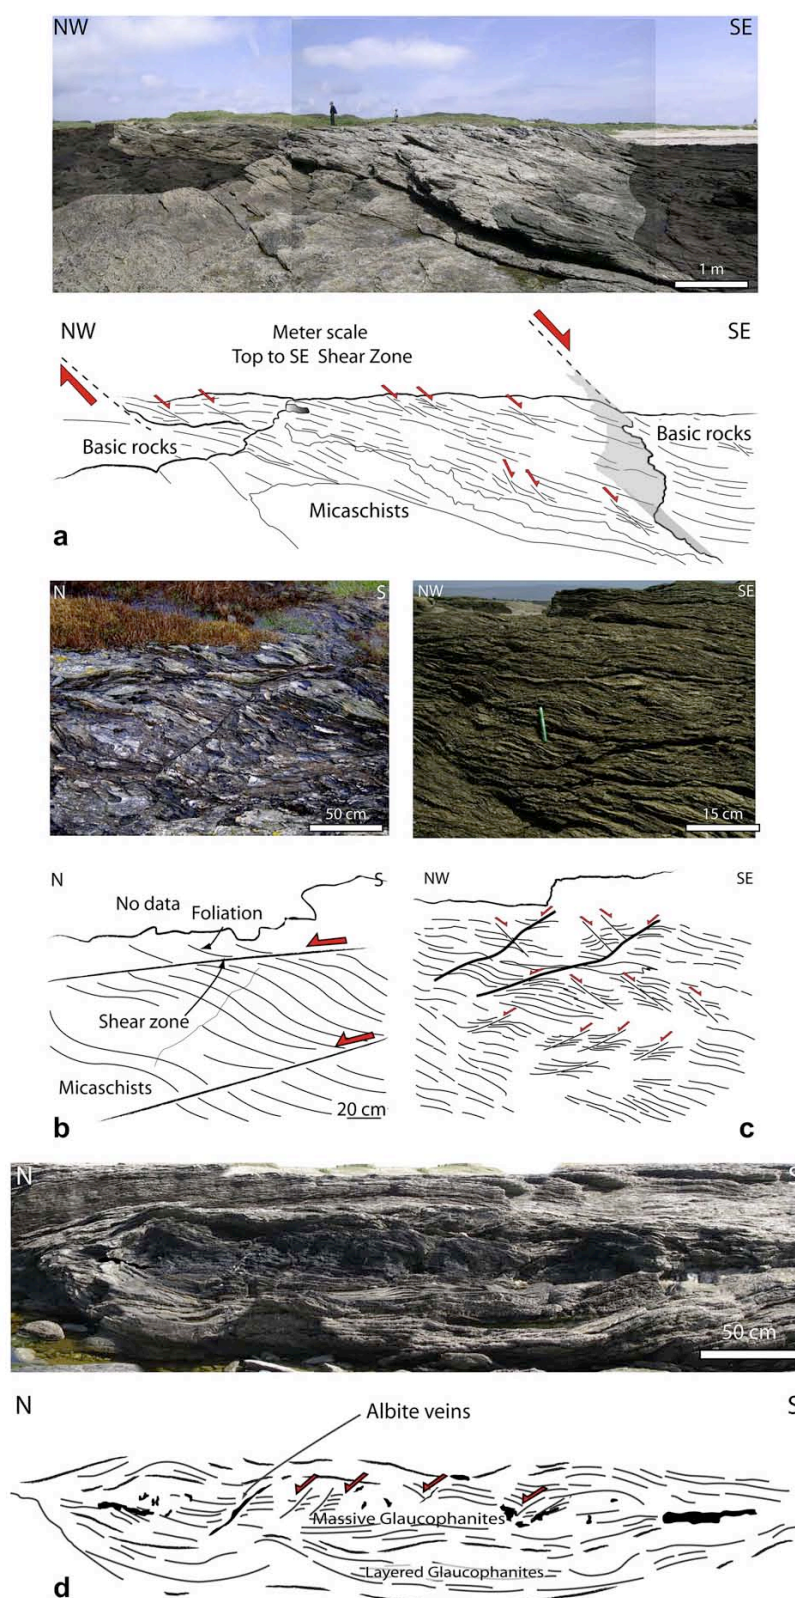 NW SE
1 m
NW SE
Meter scale
Top to SE Shear Zone
Basic rocks
Basic rocks
Micaschists
a
N S
50 cm
NW SE
15 cm
N S
No data
Foliation
Shear zone
Micaschists
20 cm
b
NW SE
c
N S
50 cm
N S
Albite veins
Massive Glaucophanites
Layered Glaucophanites
d